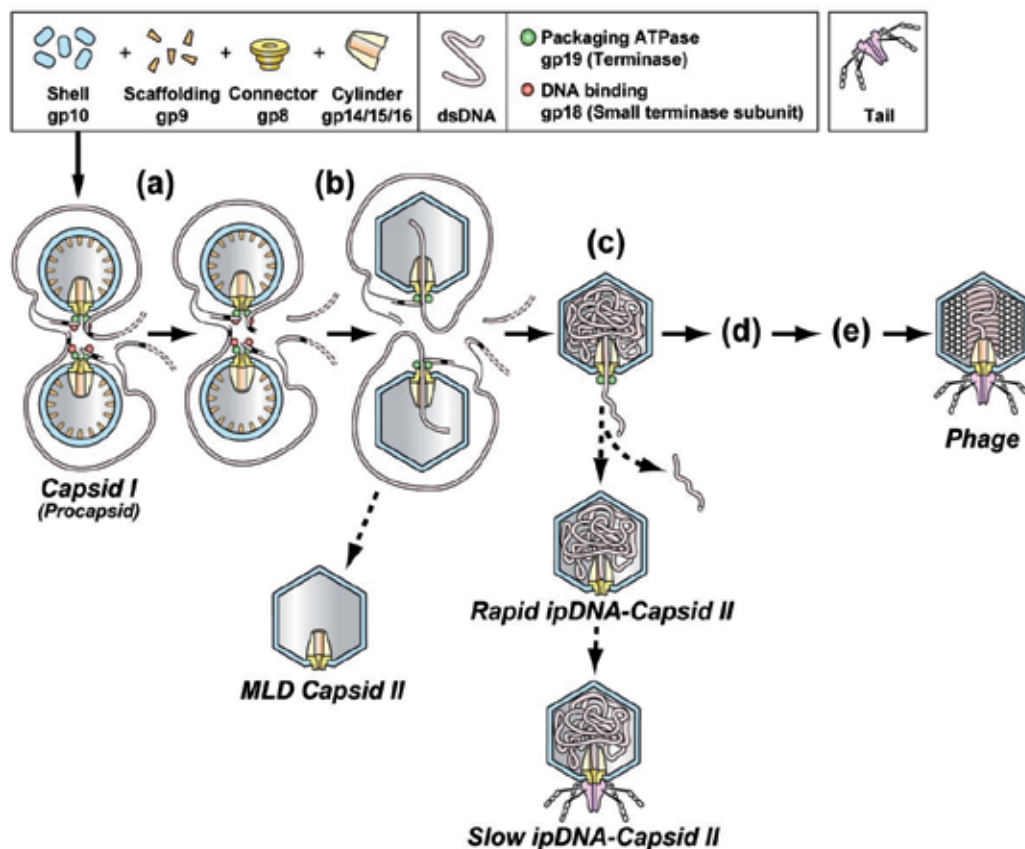 Shell
gp10
+
Scaffolding
gp9
+
Connector
gp8
+
Cylinder
gp14/15/16
dsDNA
Packaging ATPase
gp19 (Terminase)
DNA binding
gp18 (Small terminase subunit)
Tail
(a)
(b)
(c)
(d)
(e)
Capsid I
(Procapsid)
Phage
MLD Capsid II
Rapid ipDNA-Capsid II
Slow ipDNA-Capsid II